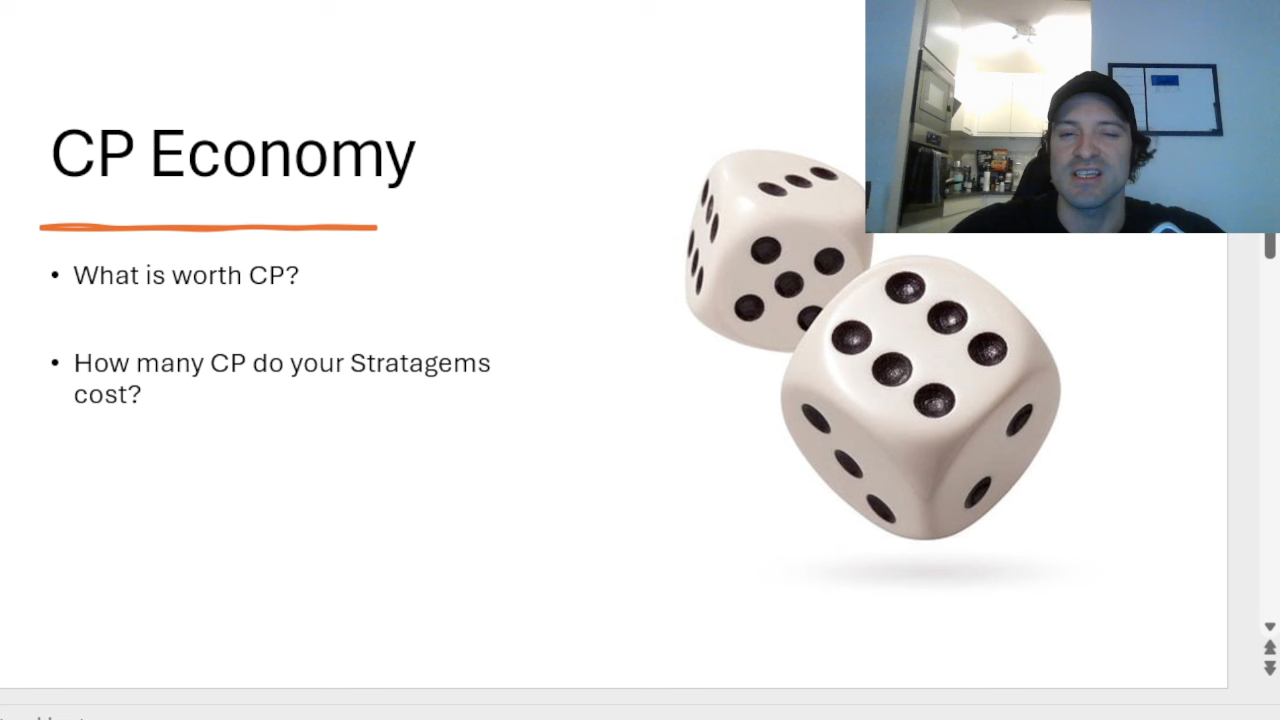 CP Economy
• What is worth CP?
• How many CP do your Stratagems
cost?